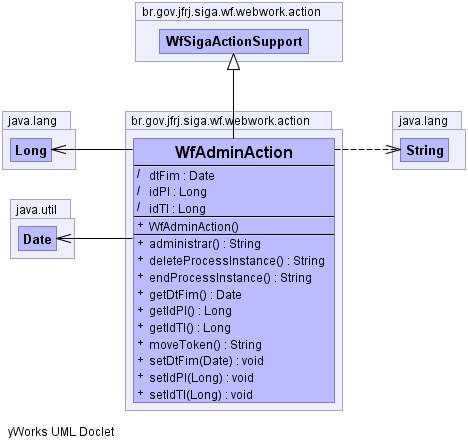 br.gov.jfrj.siga.wf.webwork.action
WfSigaActionSupport
java.lang
Long
java.util
Date
br.gov.jfrj.siga.wf.webwork.action
WfAdminAction
/ dtFim : Date
/ idPI : Long
/ idTI : Long
+ WfAdminAction()
+ administrar() : String
+ deleteProcessInstance() : String
+ endProcessInstance() : String
+ getDtFim() : Date
+ getIdPI() : Long
+ getIdTI() : Long
+ moveToken() : String
+ setDtFim(Date) : void
+ setIdPI(Long) : void
+ setIdTI(Long) : void
java.lang
String
yWorks UML Doclet